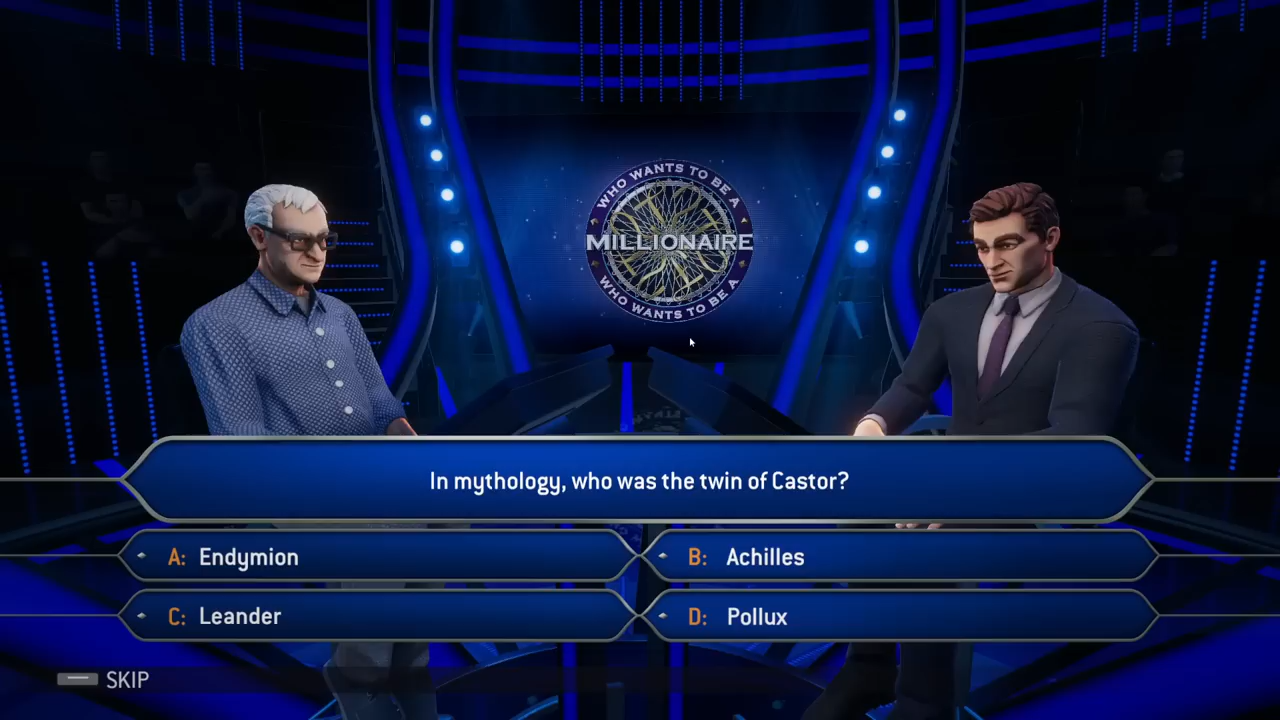 WHO WANTS TO BE A
MILLIONAIRE
WHO WANTS TO BE A
In mythology, who was the twin of Castor?
A: Endymion
B: Achilles
C: Leander
D: Pollux
SKIP